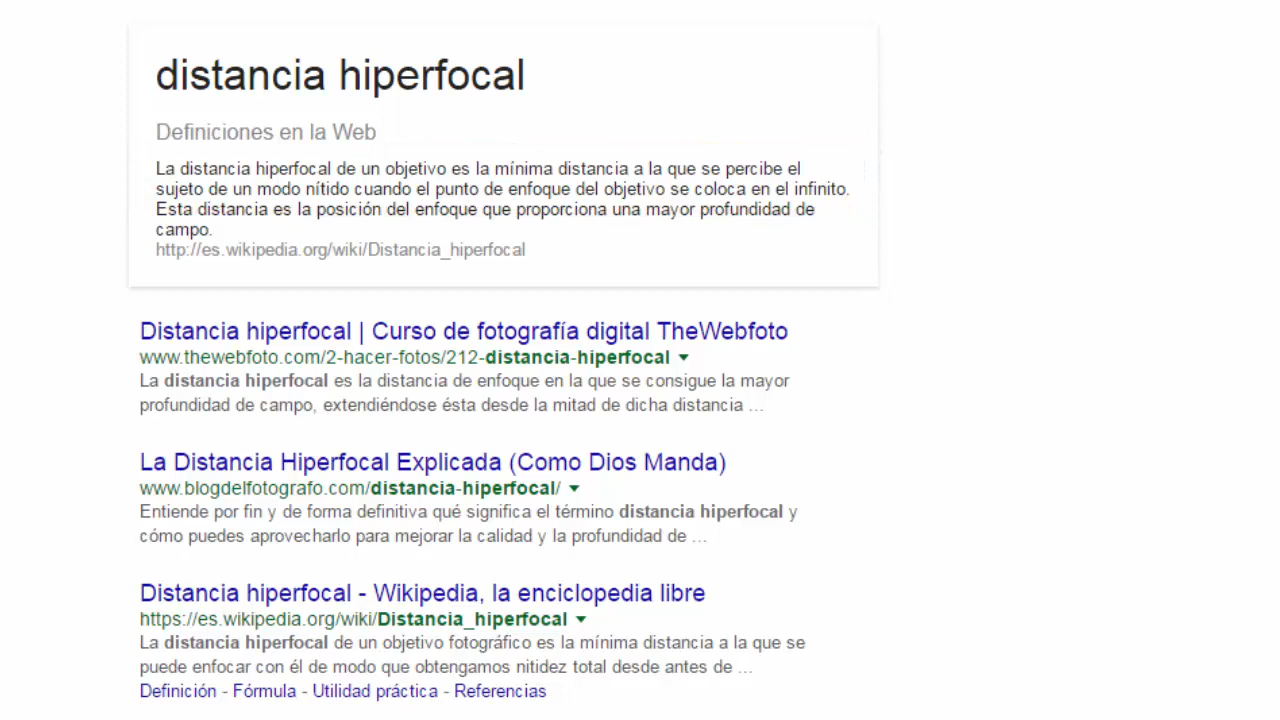 distancia hiperfocal
Definiciones en la Web
La distancia hiperfocal de un objetivo es la mínima distancia a la que se percibe el
sujeto de un modo nítido cuando el punto de enfoque del objetivo se coloca en el infinito.
Esta distancia es la posición del enfoque que proporciona una mayor profundidad de
campo.
http://es.wikipedia.org/wiki/Distancia_hiperfocal
Distancia hiperfocal | Curso de fotografía digital TheWebfoto
www.thewebfoto.com/2-hacer-fotos/212-distancia-hiperfocal ▼
La distancia hiperfocal es la distancia de enfoque en la que se consigue la mayor
profundidad de campo, extendiéndose ésta desde la mitad de dicha distancia ...
La Distancia Hiperfocal Explicada (Como Dios Manda)
www.blogdelfotografo.com/distancia-hiperfocal/ ▼
Entiende por fin y de forma definitiva qué significa el término distancia hiperfocal y
cómo puedes aprovecharlo para mejorar la calidad y la profundidad de ...
Distancia hiperfocal - Wikipedia, la enciclopedia libre
https://es.wikipedia.org/wiki/Distancia_hiperfocal ▼
La distancia hiperfocal de un objetivo fotográfico es la mínima distancia a la que se
puede enfocar con él de modo que obtengamos nitidez total desde antes de ...
Definición - Fórmula - Utilidad práctica - Referencias